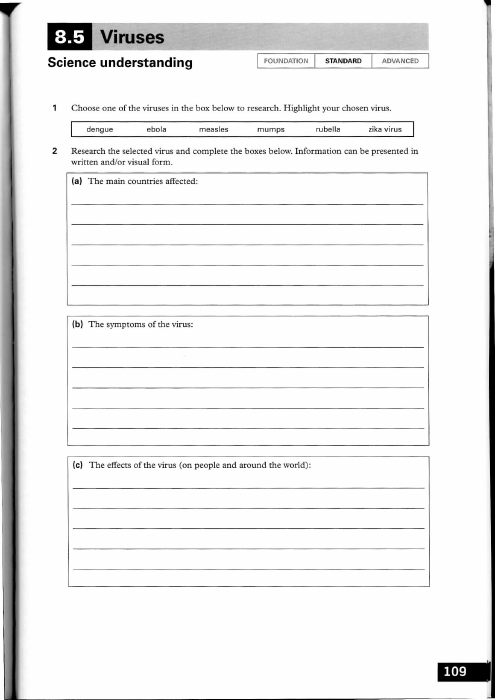 8.5 Viruses
Science understanding
FOUNDATION STANDARD ADVANCED
1 Choose one of the viruses in the box below to research. Highlight your chosen virus.
dengue ebola measles mumps rubella zika virus
2 Research the selected virus and complete the boxes below. Information can be presented in
written and/or visual form.
(a) The main countries affected:
(b) The symptoms of the virus:
(c) The effects of the virus (on people and around the world):
109